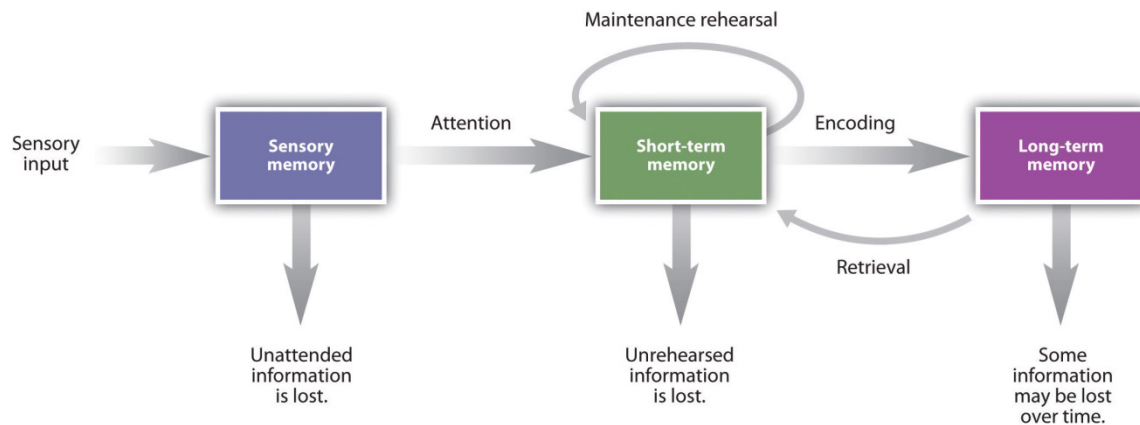 Maintenance rehearsal
Sensory
input
Sensory
memory
Attention
Short-term
memory
Encoding
Long-term
memory
Retrieval
Unattended
information
is lost.
Unrehearsed
information
is lost.
Some
information
may be lost
over time.